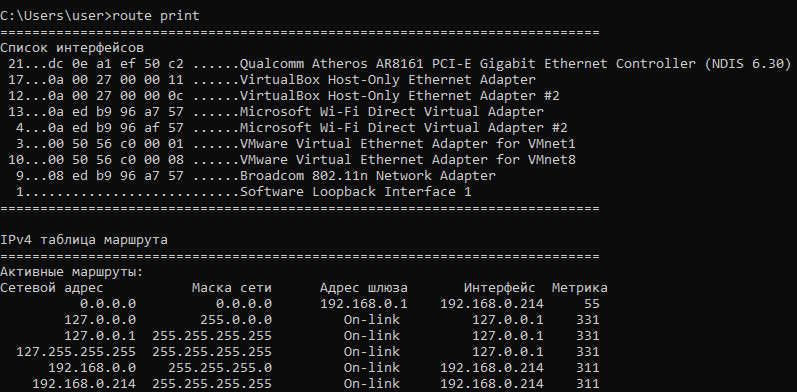 C:\Users\user>route print
===========================================================================
Список интерфейсов
 21...dc 0e a1 ef 50 c2 ......Qualcomm Atheros AR8161 PCI-E Gigabit Ethernet Controller (NDIS 6.30)
 17...0a 00 27 00 00 11 ......VirtualBox Host-Only Ethernet Adapter
 12...0a 00 27 00 00 0c ......VirtualBox Host-Only Ethernet Adapter #2
 13...0a ed b9 96 a7 57 ......Microsoft Wi-Fi Direct Virtual Adapter
  4...0a ed b9 96 af 57 ......Microsoft Wi-Fi Direct Virtual Adapter #2
  3...00 50 56 c0 00 01 ......VMware Virtual Ethernet Adapter for VMnet1
 10...00 50 56 c0 00 08 ......VMware Virtual Ethernet Adapter for VMnet8
  9...08 ed b9 96 a7 57 ......Broadcom 802.11n Network Adapter
  1...........................Software Loopback Interface 1
===========================================================================
IPv4 таблица маршрута
===========================================================================
Активные маршруты:
Сетевой адрес           Маска сети      Адрес шлюза       Интерфейс  Метрика
          0.0.0.0          0.0.0.0      192.168.0.1    192.168.0.214     55
        127.0.0.0        255.0.0.0         On-link         127.0.0.1    331
        127.0.0.1  255.255.255.255         On-link         127.0.0.1    331
  127.255.255.255  255.255.255.255         On-link         127.0.0.1    331
      192.168.0.0    255.255.255.0         On-link     192.168.0.214    311
    192.168.0.214  255.255.255.255         On-link     192.168.0.214    311